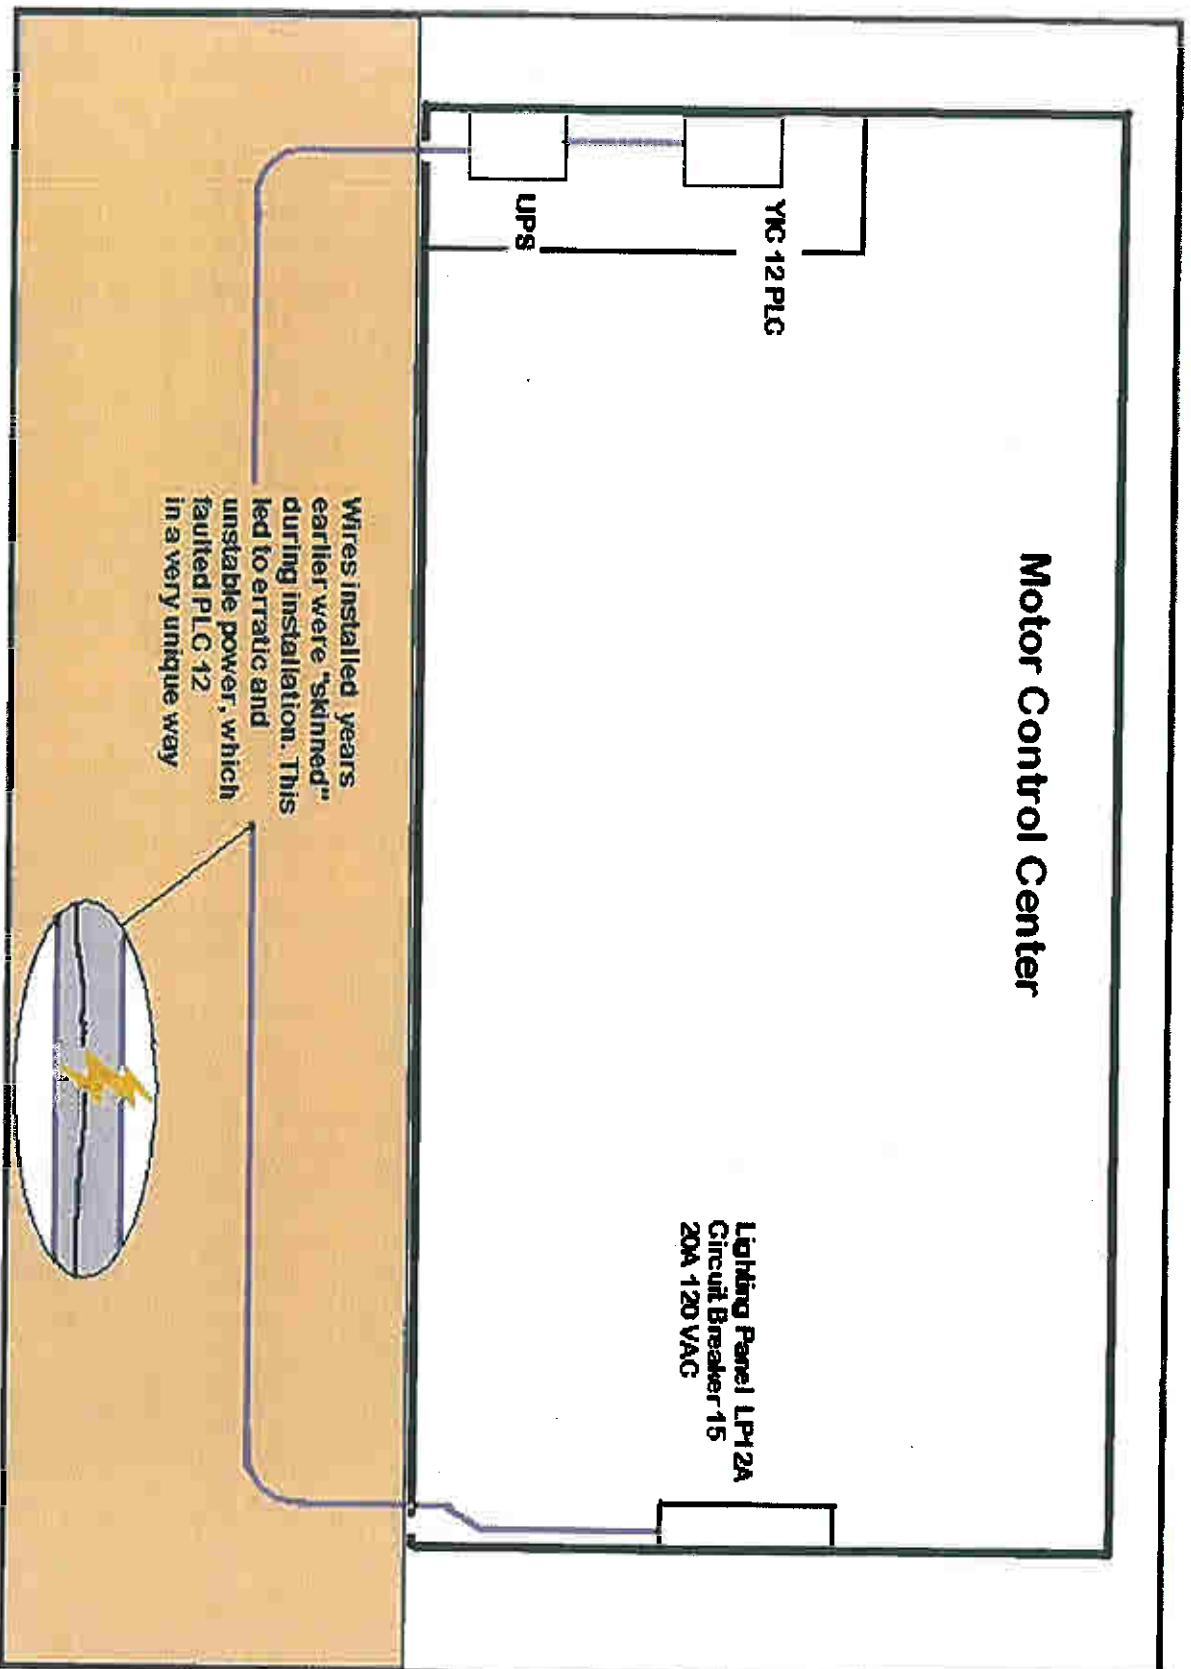 Motor Control Center
YIC 12 PLC
UPS
Lighting Panel LP12A
Circuit Breaker 15
20A 120 VAC
Wires installed years
earlier were "skinned"
during installation. This
led to erratic and
unstable power, which
faulted PLC 12
in a very unique way